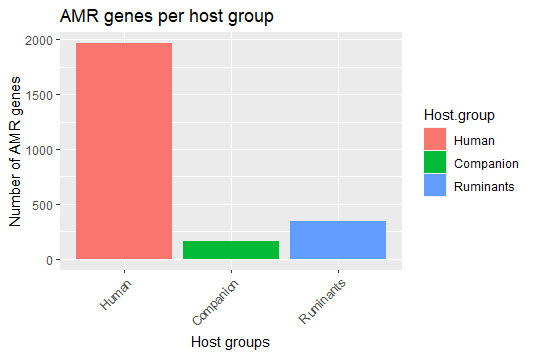 AMR genes per host group
Number of AMR genes
2000
1500
1000
500
0
Human
Companion
Ruminants
Host groups
Host.group
Human
Companion
Ruminants